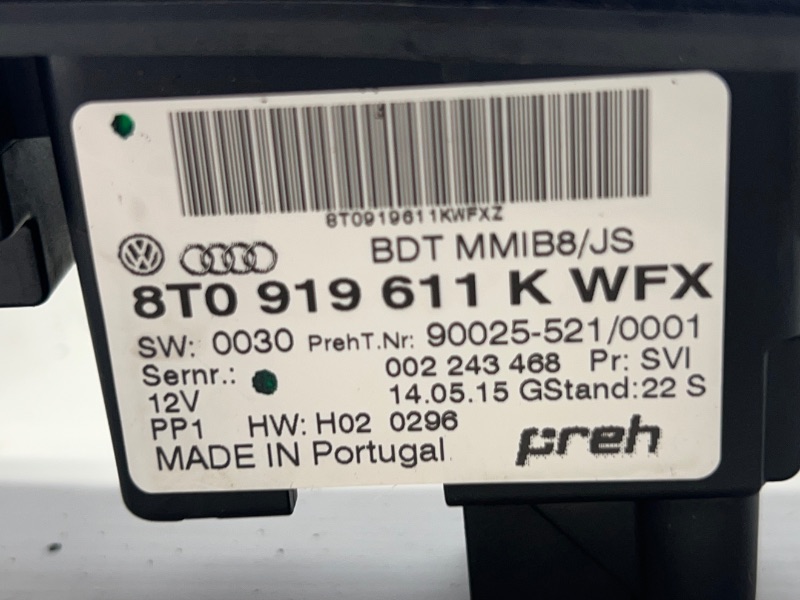 8T0919611KWFXZ
BDT MMIB8/JS
8T0 919 611 K WFX
SW: 0030 PrehT.Nr: 90025-521/0001
Sernr.: 002 243 468 Pr: SVI
12V 14.05.15 GStand:22 S
PP1 HW: H02 0296
MADE IN Portugal preh